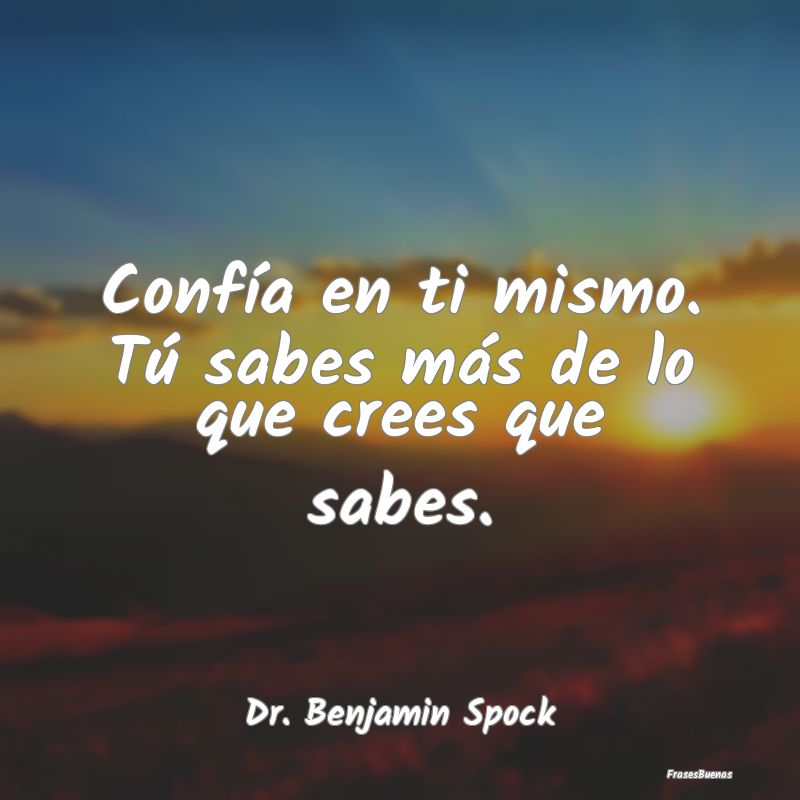 Confía en ti mismo.
Tú sabes más de lo
que crees que
sabes.
Dr. Benjamin Spock
FrasesBuenas